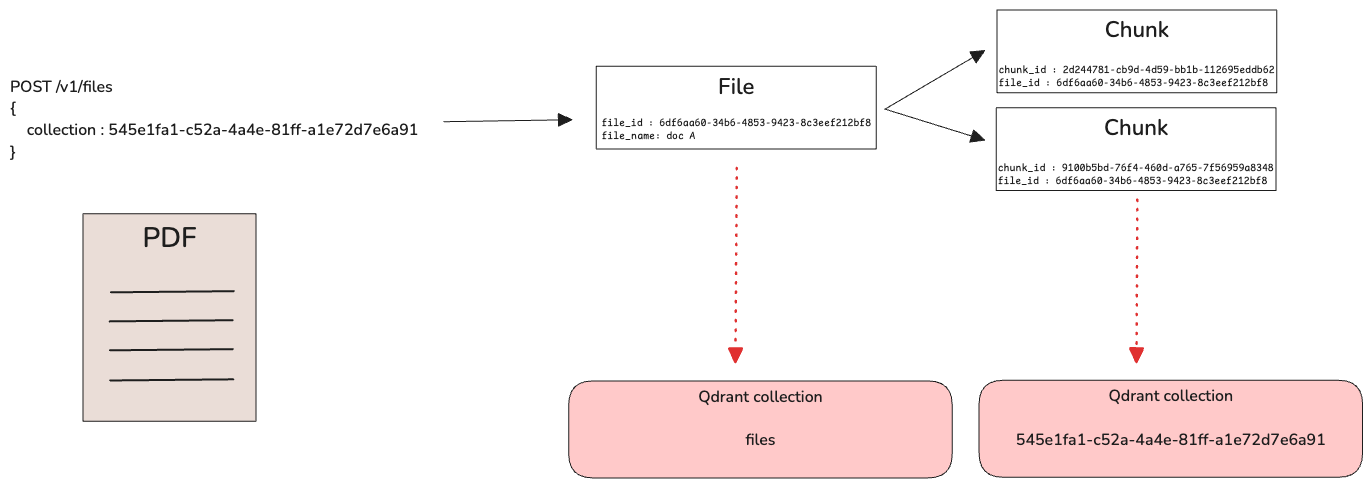 POST /v1/files
{
collection : 545e1fa1-c52a-4a4e-81ff-a1e72d7e6a91
}
PDF
File
file_id : 6df6aa60-34b6-4853-9423-8c3eef212bf8
file_name: doc A
Chunk
chunk_id : 2d244781-cb9d-4d59-bb1b-112695eddb62
file_id : 6df6aa60-34b6-4853-9423-8c3eef212bf8
Chunk
chunk_id : 9100b5bd-76f4-460d-a765-7f56959a8348
file_id : 6df6aa60-34b6-4853-9423-8c3eef212bf8
Qdrant collection
files
Qdrant collection
545e1fa1-c52a-4a4e-81ff-a1e72d7e6a91